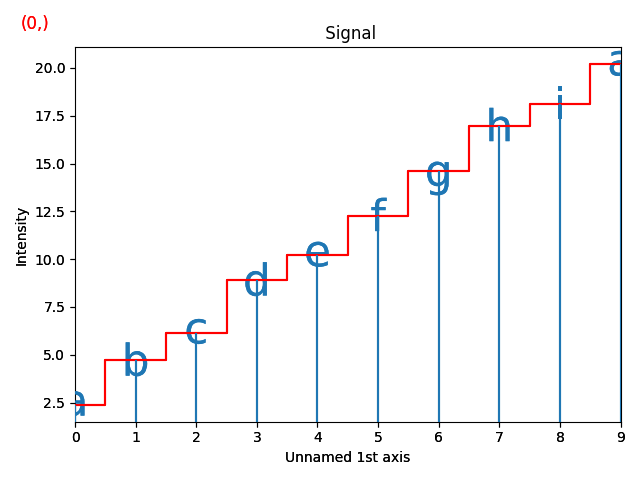 (0,)
Signal
20.0
17.5
15.0
12.5
10.0
7.5
5.0
2.5
Intensity
a
b
c
d
e
f
g
h
i
a
0 1 2 3 4 5 6 7 8 9
Unnamed 1st axis